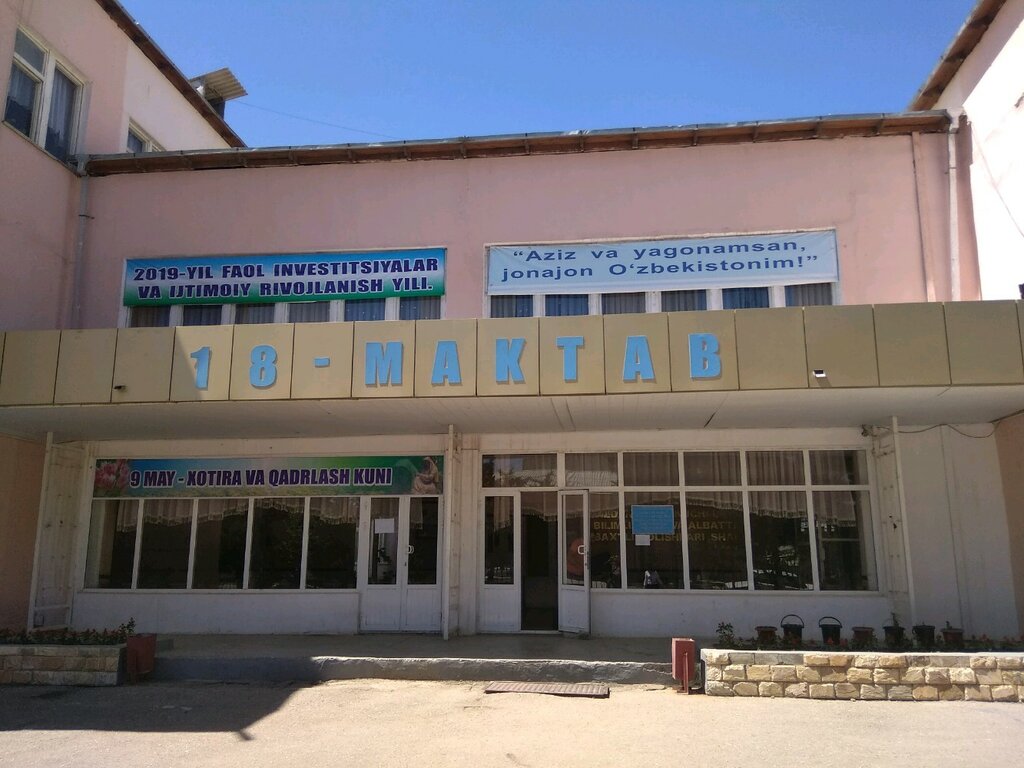 2019-YIL FAOL INVESTITSIYALAR
VA IJTIMOIY RIVOJLANISH YILI.
“Aziz va yagonamsan,
jonajon O‘zbekistonim!”
18 - MAKTAB
9 MAY - XOTIRA VA QADRLASH KUNI